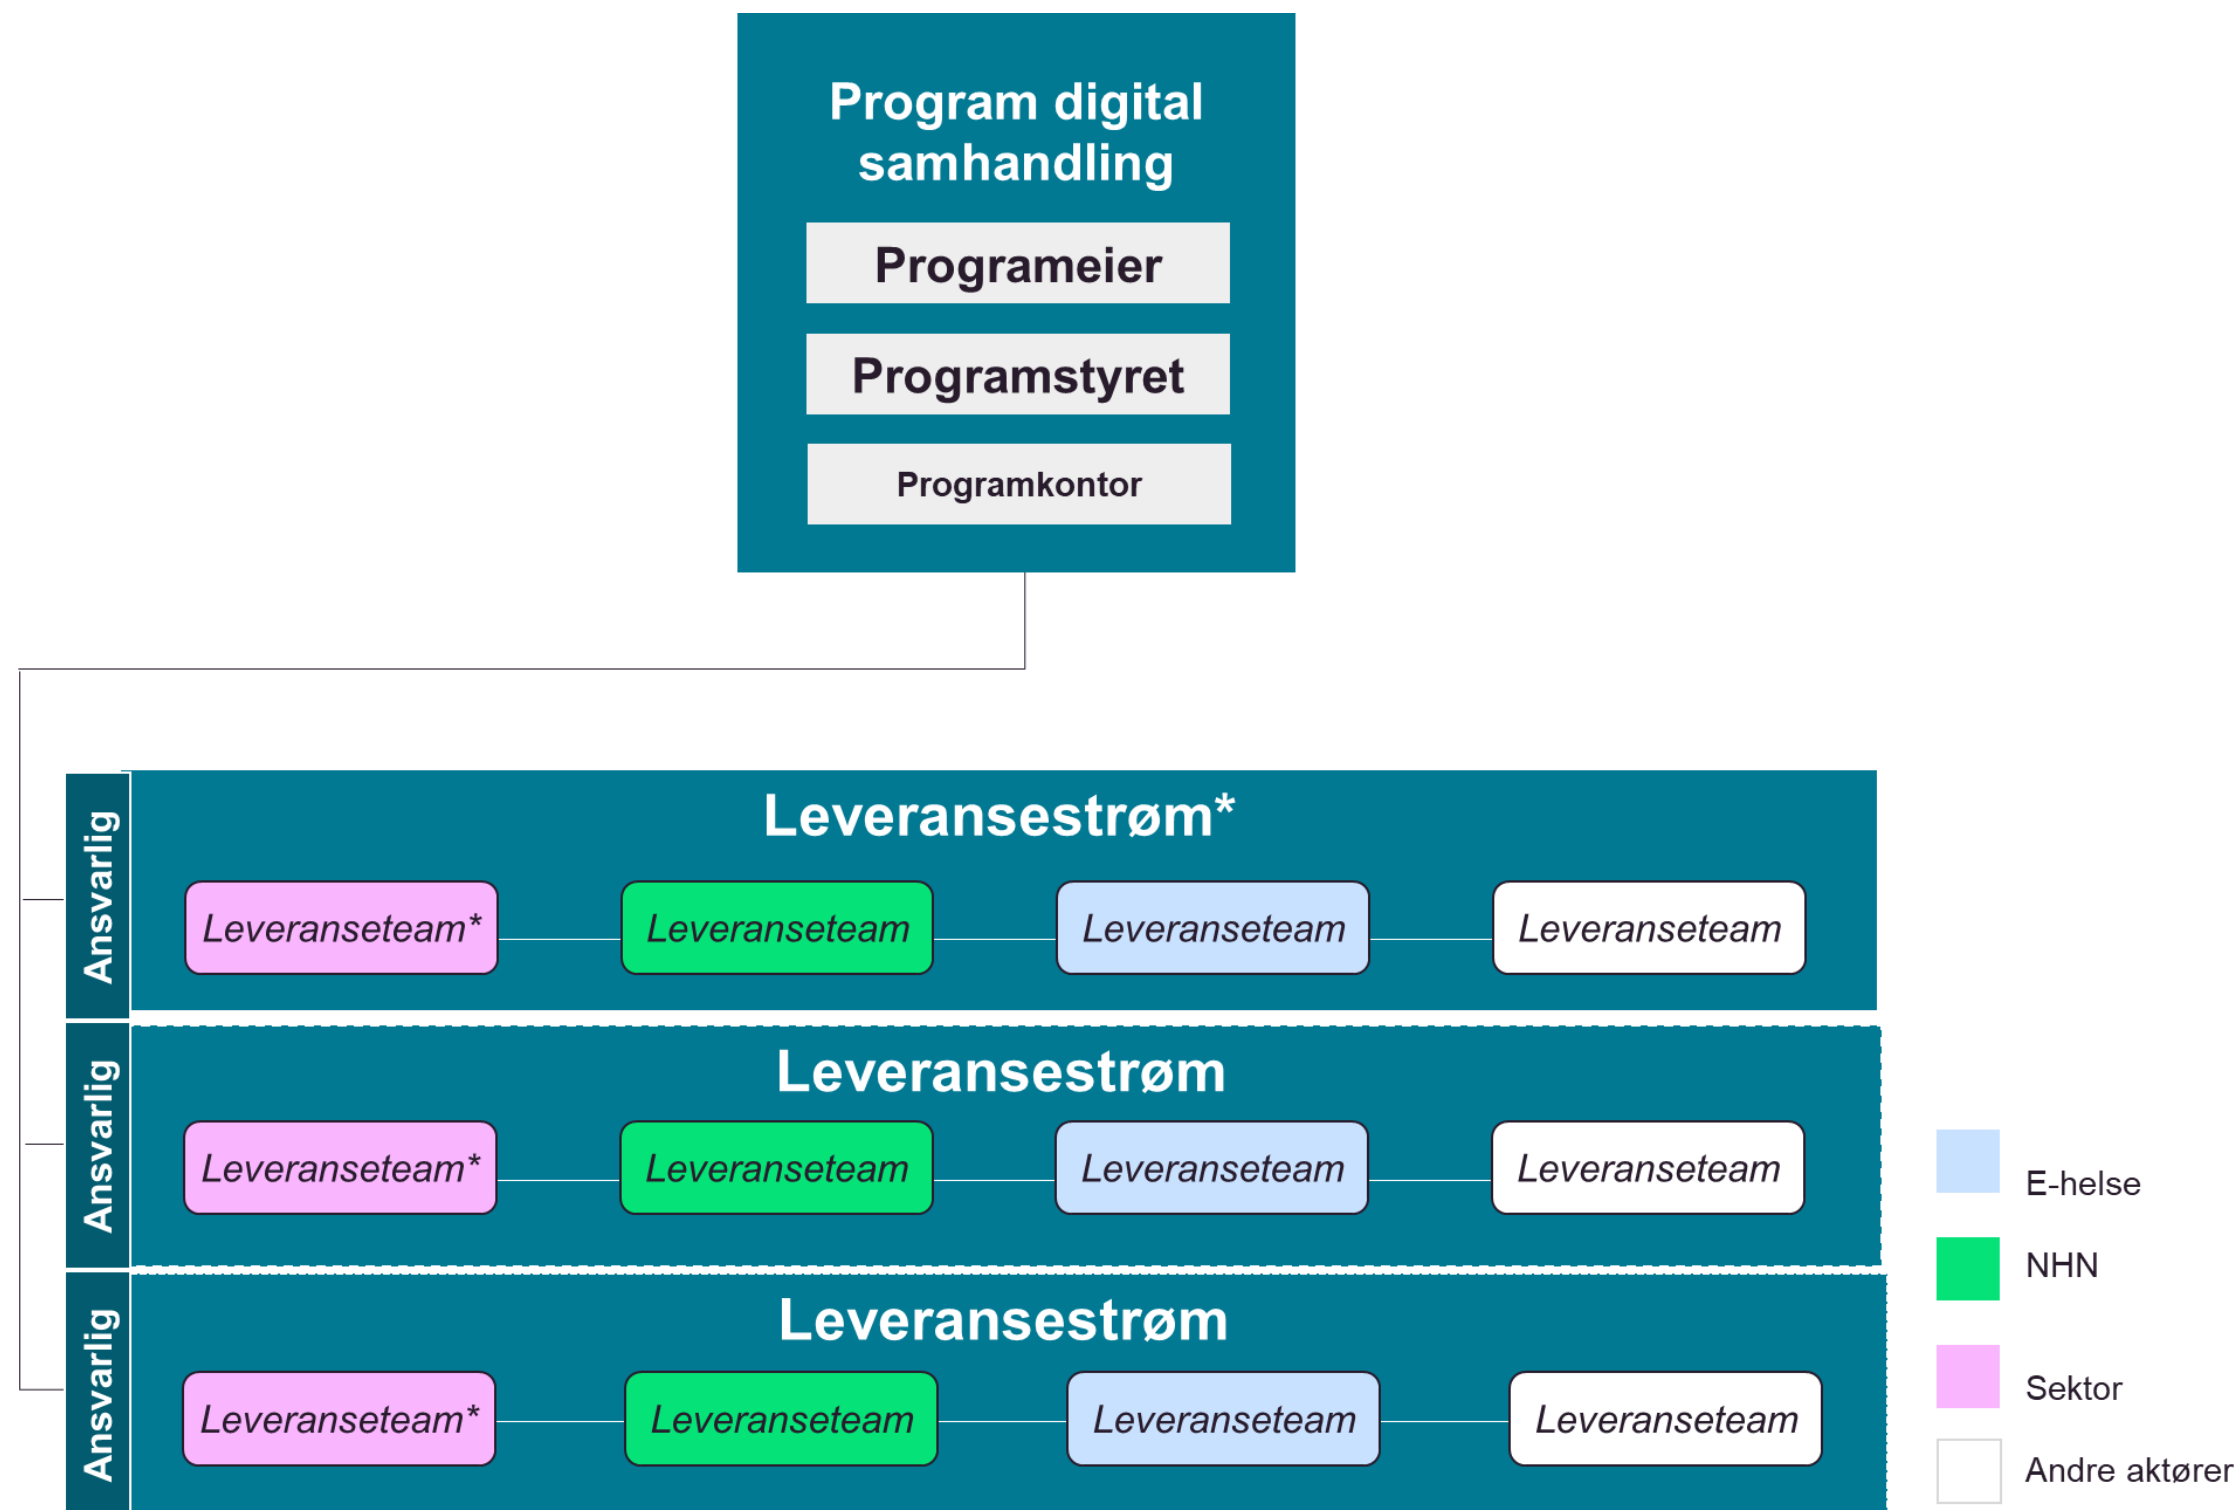 Program digital
samhandling
Programeier
Programstyret
Programkontor
Ansvarlig
Leveransestrøm*
Leveranseteam*
Leveranseteam
Leveranseteam
Leveranseteam
Ansvarlig
Leveransestrøm
Leveranseteam*
Leveranseteam
Leveranseteam
Leveranseteam
Ansvarlig
Leveransestrøm
Leveranseteam*
Leveranseteam
Leveranseteam
Leveranseteam
E-helse
NHN
Sektor
Andre aktører